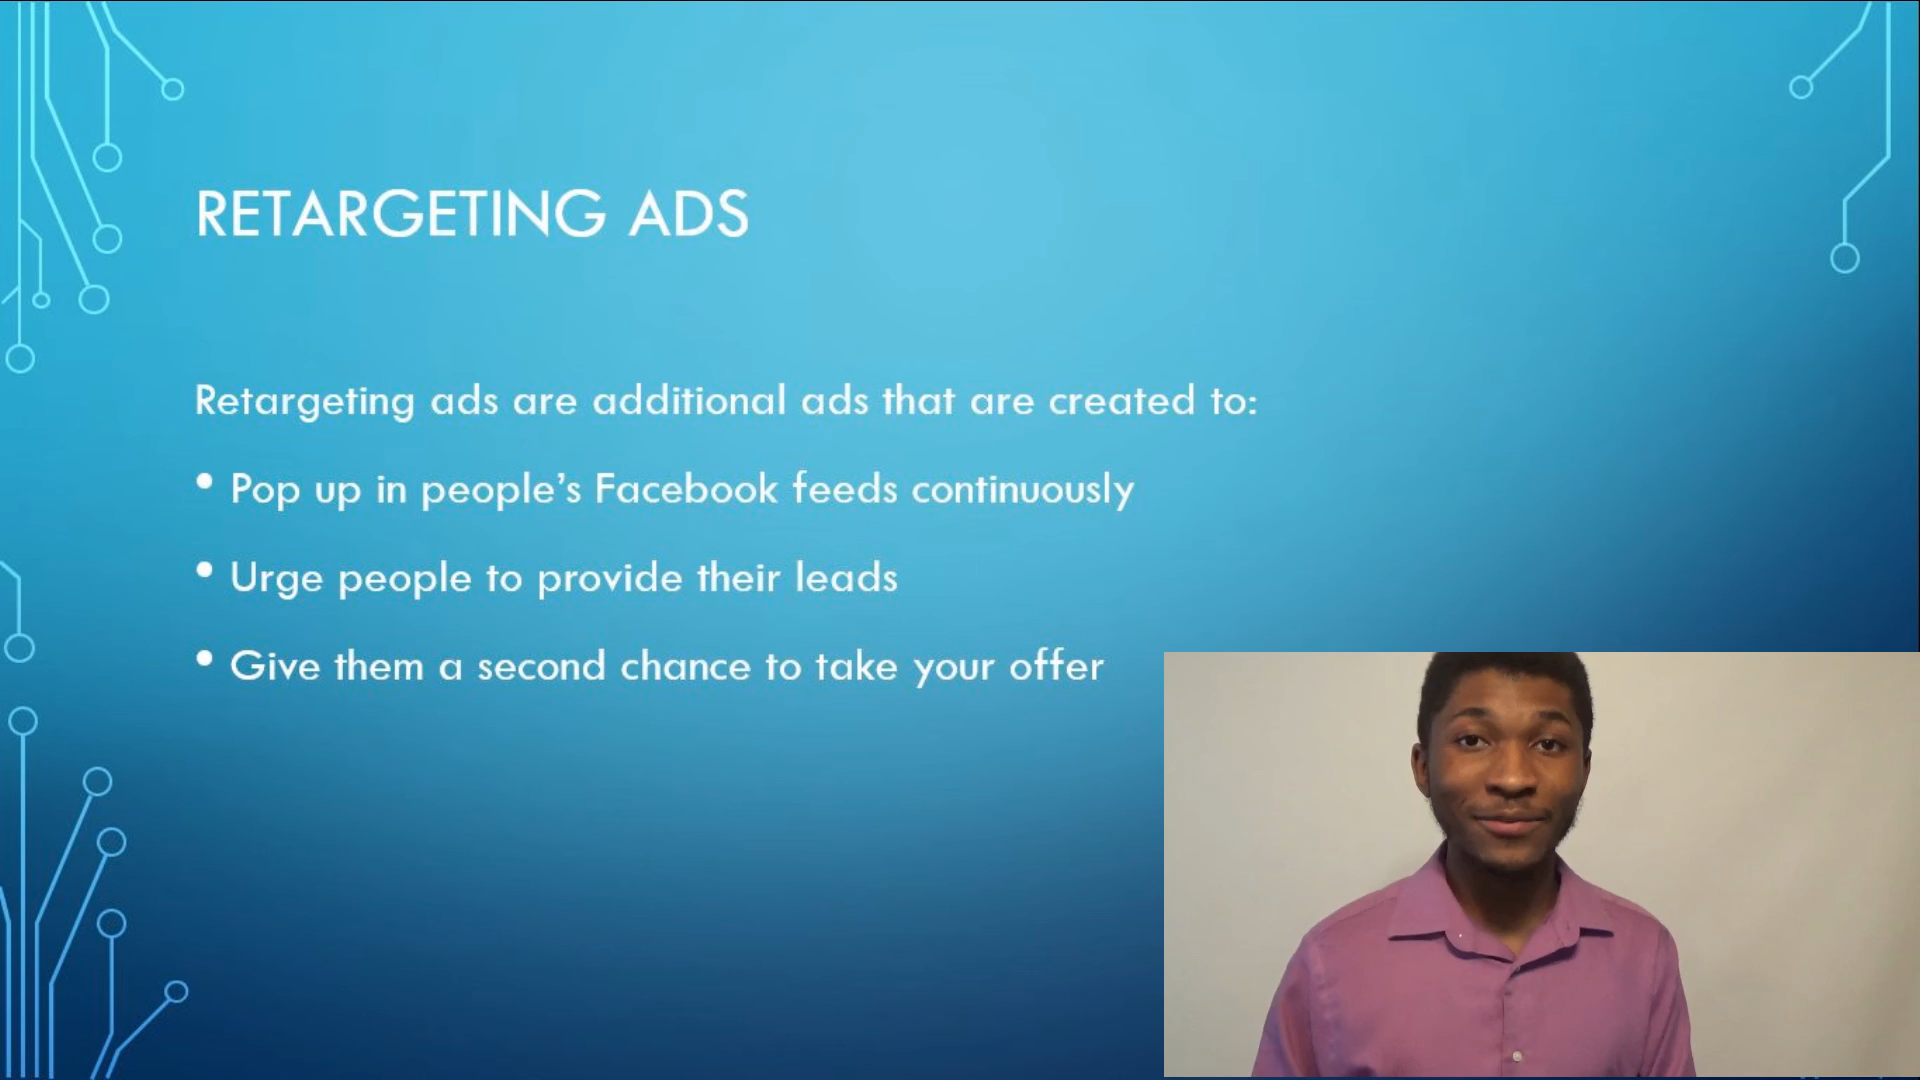 RETARGETING ADS
Retargeting ads are additional ads that are created to:
• Pop up in people’s Facebook feeds continuously
• Urge people to provide their leads
• Give them a second chance to take your offer